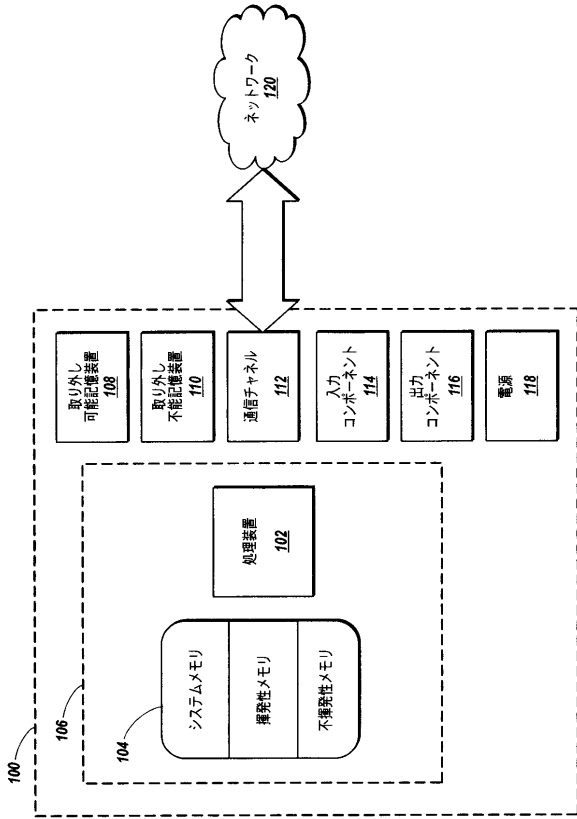 100
106
104
システムメモリ
揮発性メモリ
不揮発性メモリ
処理装置
102
取り外し
可能記憶装置
108
取り外し
不能記憶装置
110
通信チャネル
112
入力
コンポーネント
114
出力
コンポーネント
116
電源
118
ネットワーク
120